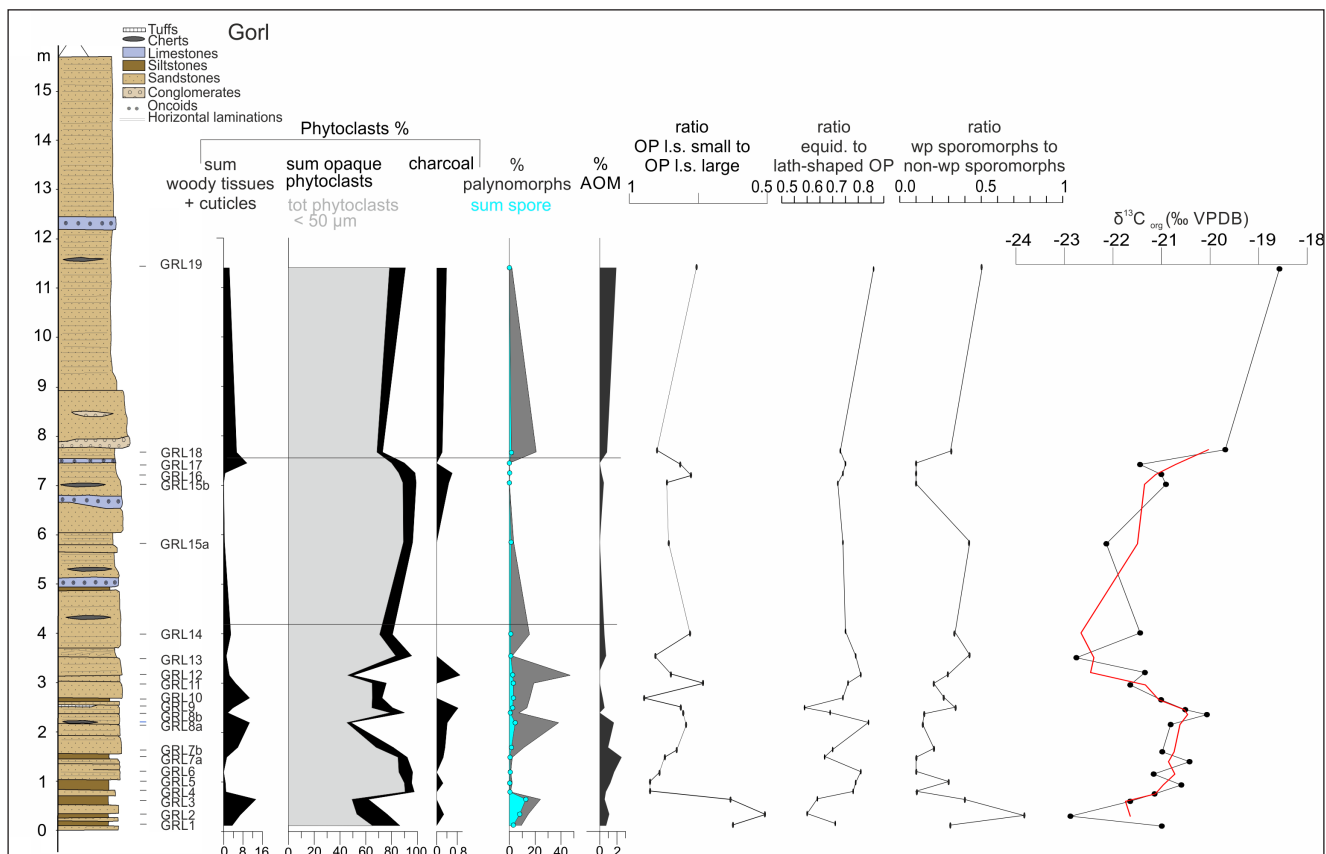 Gorl
Tuffs
Cherts
Limestones
Siltstones
Sandstones
Conglomerates
Oncoids
Horizontal laminations
m
15
14
13
12
11
10
9
8
7
6
5
4
3
2
1
0
Phytoclasts %
sum
woody tissues
+ cuticles
sum opaque
phytoclasts
tot phytoclasts
< 50 µm
charcoal
%
palynomorphs
sum spore
%
AOM
ratio
OP l.s. small to
OP l.s. large
1 0.5
ratio
equid. to
lath-shaped OP
0.5 0.6 0.7 0.8
ratio
wp sporomorphs to
non-wp sporomorphs
0.0 0.5 1
δ13C org (‰ VPDB)
-24 -23 -22 -21 -20 -19 -18
GRL19
GRL18
GRL17
GRL16
GRL15b
GRL15a
GRL14
GRL13
GRL12
GRL11
GRL10
GRL9
GRL8b
GRL8a
GRL7b
GRL7a
GRL6
GRL5
GRL4
GRL3
GRL2
GRL1
0 8 16
0 20 40 60 80 100
0 0.8
0 20 40
0 2